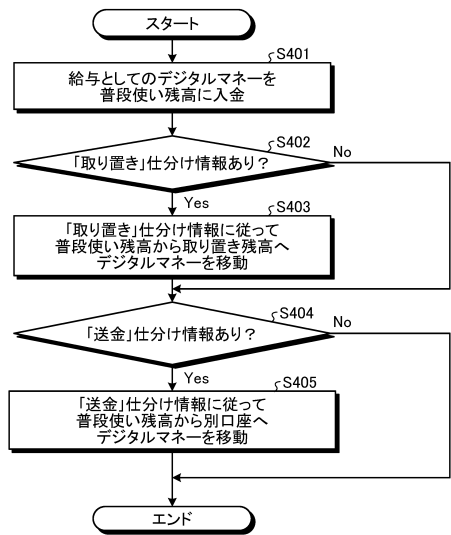 スタート
S401
給与としてのデジタルマネーを
普段使い残高に入金
S402
「取り置き」仕分け情報あり？
No
Yes
S403
「取り置き」仕分け情報に従って
普段使い残高から取り置き残高へ
デジタルマネーを移動
S404
「送金」仕分け情報あり？
No
Yes
S405
「送金」仕分け情報に従って
普段使い残高から別口座へ
デジタルマネーを移動
エンド